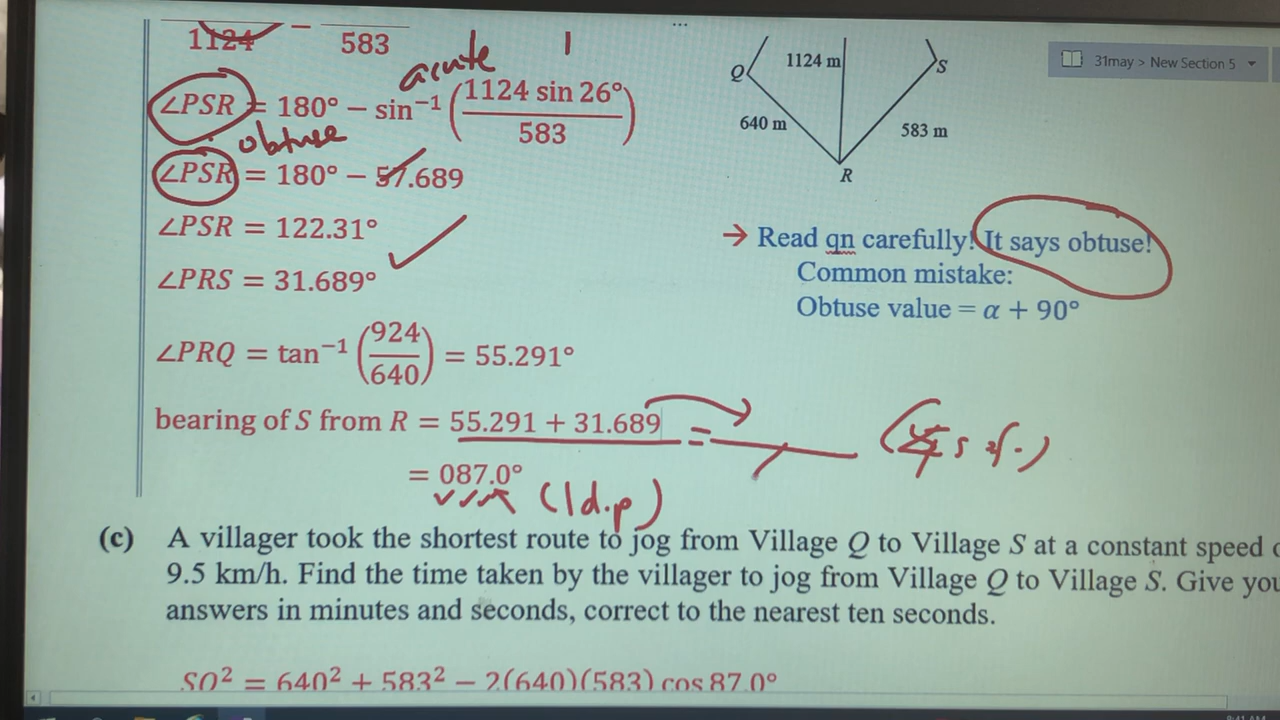 1124 − 583
acute
∠PSR = 180° − sin⁻¹ (1124 sin 26° / 583)
obtuse
∠PSR = 180° − 57.689
∠PSR = 122.31°
∠PRS = 31.689°
∠PRQ = tan⁻¹ (924/640) = 55.291°
bearing of S from R = 55.291 + 31.689 =
= 087.0°
(1 d.p)
Q
1124 m
S
640 m
583 m
R
31may > New Section 5
→ Read qn carefully! It says obtuse!
Common mistake:
Obtuse value = α + 90°
(c) A villager took the shortest route to jog from Village Q to Village S at a constant speed
9.5 km/h. Find the time taken by the villager to jog from Village Q to Village S. Give
answers in minutes and seconds, correct to the nearest ten seconds.
SQ² = 640² + 583² − 2(640)(583) cos 87.0°